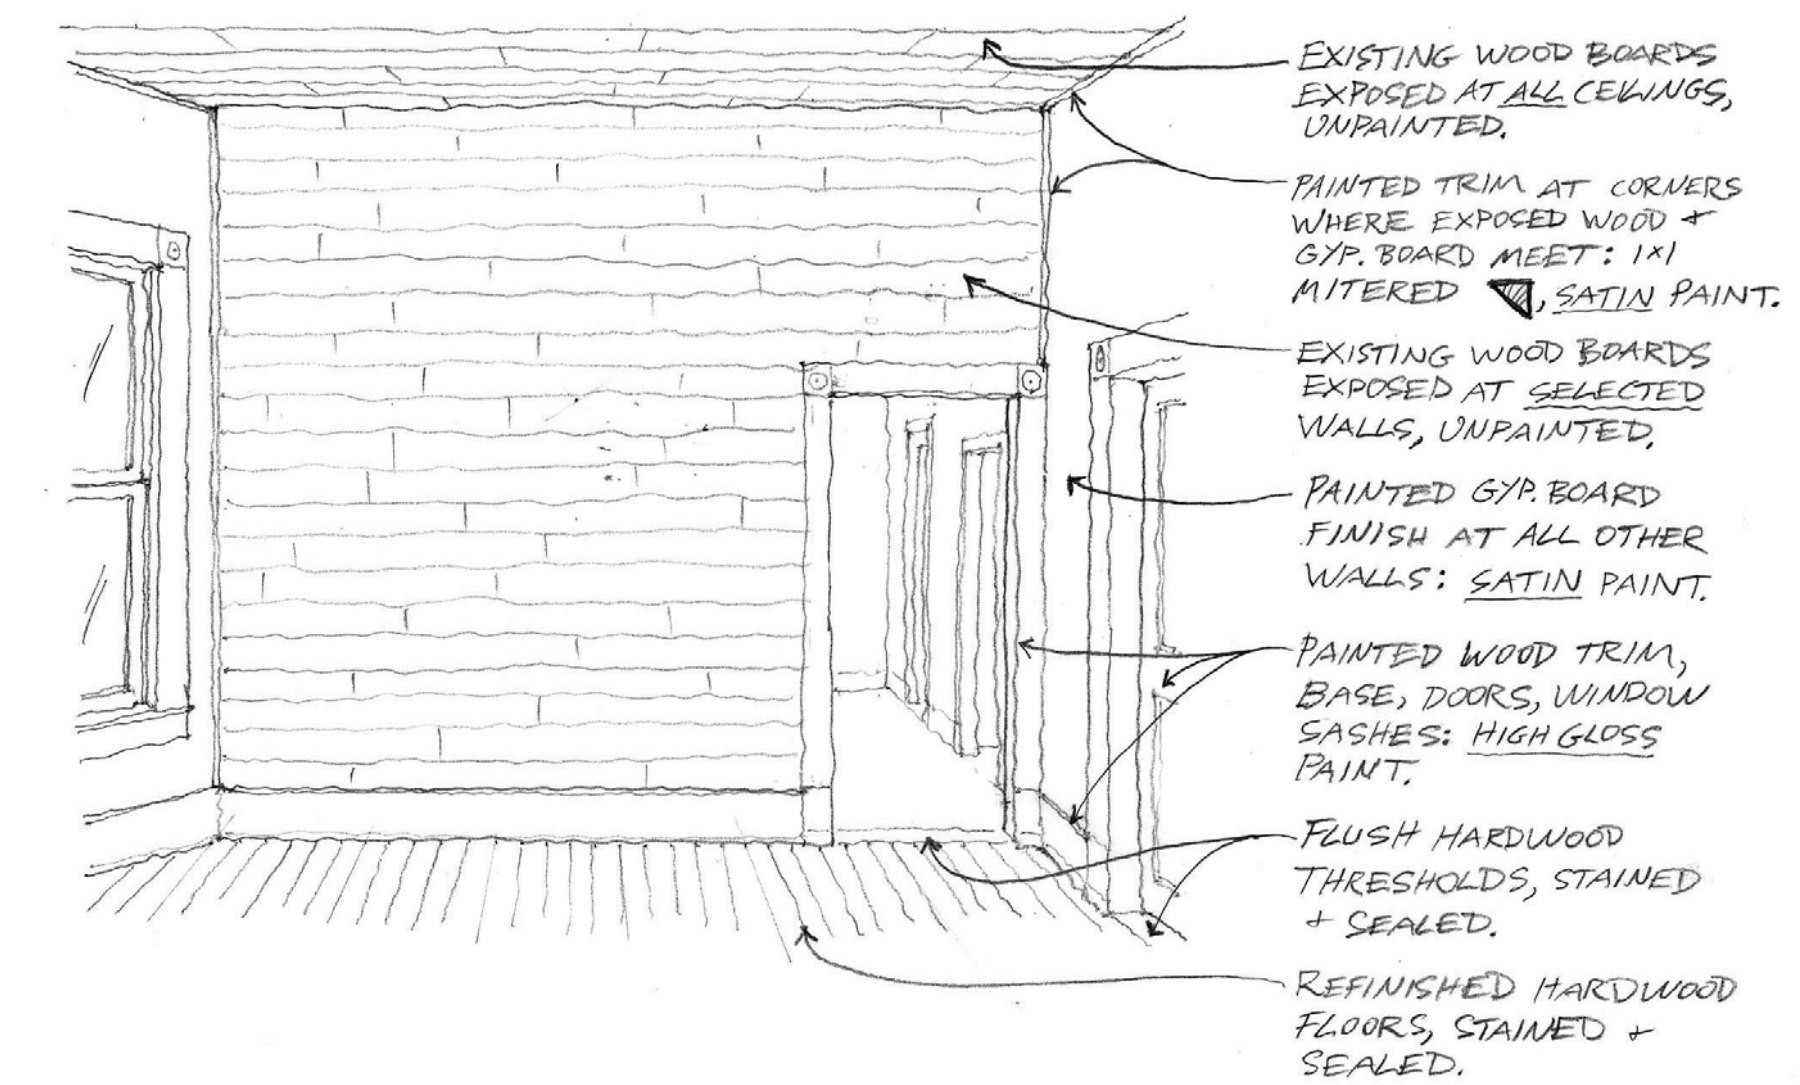 EXISTING WOOD BOARDS
EXPOSED AT ALL CEILINGS,
UNPAINTED.
PAINTED TRIM AT CORNERS
WHERE EXPOSED WOOD +
GYP. BOARD MEET: 1x1
MITERED , SATIN PAINT.
EXISTING WOOD BOARDS
EXPOSED AT SELECTED
WALLS, UNPAINTED.
PAINTED GYP. BOARD
FINISH AT ALL OTHER
WALLS: SATIN PAINT.
PAINTED WOOD TRIM,
BASE, DOORS, WINDOW
SASHES: HIGH GLOSS
PAINT.
FLUSH HARDWOOD
THRESHOLDS, STAINED
+ SEALED.
REFINISHED HARDWOOD
FLOORS, STAINED +
SEALED.